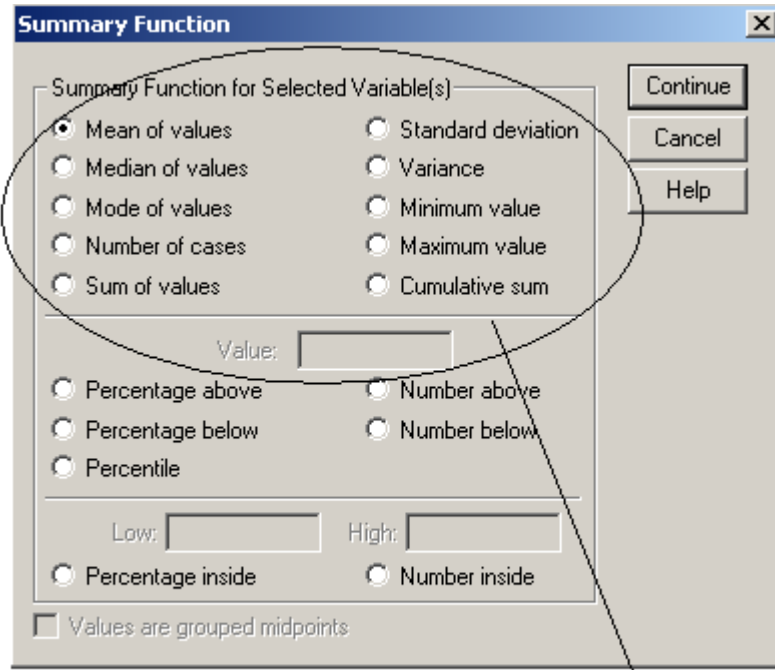 Summary Function
Summary Function for Selected Variable(s)
Mean of values
Standard deviation
Median of values
Variance
Mode of values
Minimum value
Number of cases
Maximum value
Sum of values
Cumulative sum
Value:
Percentage above
Number above
Percentage below
Number below
Percentile
Low:
High:
Percentage inside
Number inside
Values are grouped midpoints
Continue
Cancel
Help